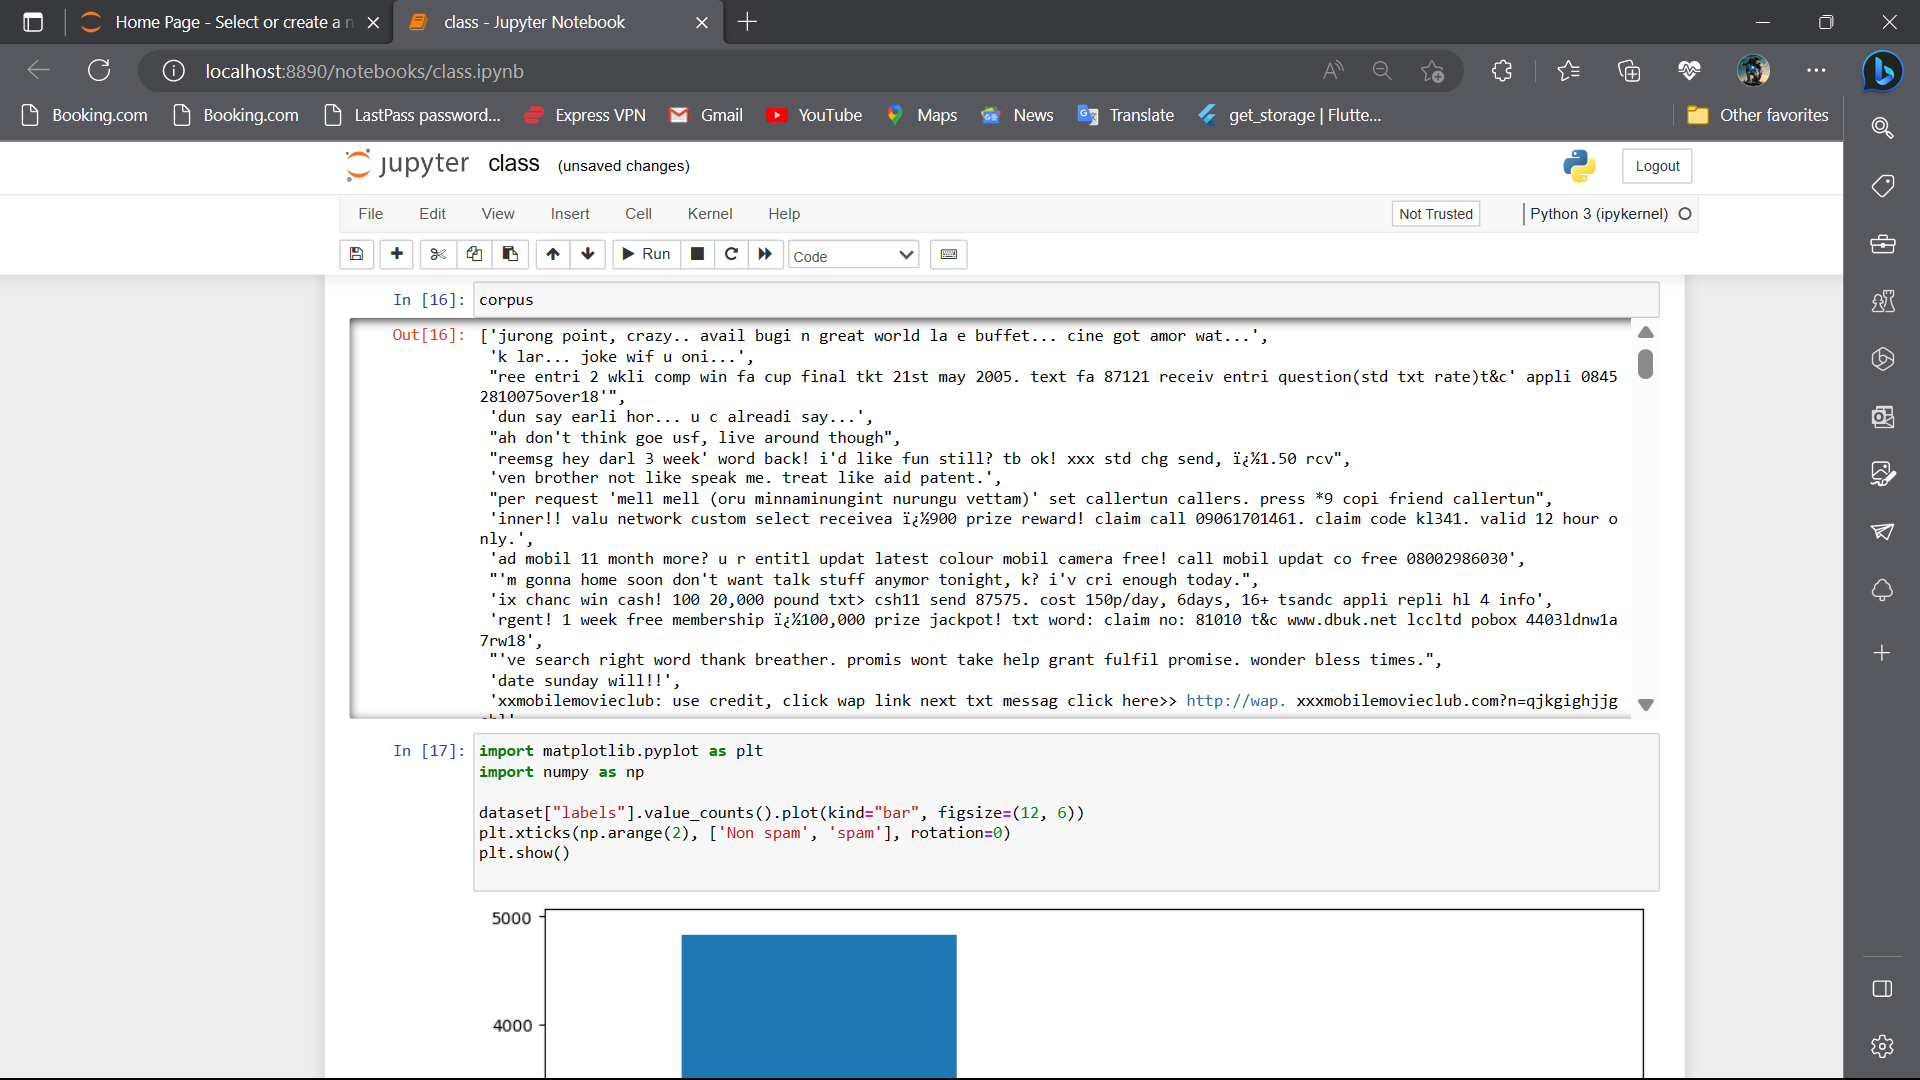 Home Page - Select or create a n
class - Jupyter Notebook
localhost:8890/notebooks/class.ipynb
Booking.com
Booking.com
LastPass password...
Express VPN
Gmail
YouTube
Maps
News
Translate
get_storage | Flutte...
Other favorites
jupyter class (unsaved changes)
Logout
File Edit View Insert Cell Kernel Help
Not Trusted
Python 3 (ipykernel)
Run
Code
In [16]: corpus
Out[16]: ['jurong point, crazy.. avail bugi n great world la e buffet... cine got amor wat...',
'k lar... joke wif u oni...',
"ree entri 2 wkli comp win fa cup final tkt 21st may 2005. text fa 87121 receiv entri question(std txt rate)t&c' appli 0845
2810075over18'",
'dun say earli hor... u c alreadi say...',
"ah don't think goe usf, live around though",
"reemsg hey darl 3 week' word back! i'd like fun still? tb ok! xxx std chg send, ï¿½1.50 rcv",
'ven brother not like speak me. treat like aid patent.',
"per request 'mell mell (oru minnaminungint nurungu vettam)' set callertun callers. press *9 copi friend callertun",
'inner!! valu network custom select receivea ï¿½900 prize reward! claim call 09061701461. claim code kl341. valid 12 hour o
nly.',
'ad mobil 11 month more? u r entitl updat latest colour mobil camera free! call mobil updat co free 08002986030',
"'m gonna home soon don't want talk stuff anymor tonight, k? i'v cri enough today.",
'ix chanc win cash! 100 20,000 pound txt> csh11 send 87575. cost 150p/day, 6days, 16+ tsandc appli repli hl 4 info',
'rgent! 1 week free membership ï¿½100,000 prize jackpot! txt word: claim no: 81010 t&c www.dbuk.net lccltd pobox 4403ldnw1a
7rw18',
"'ve search right word thank breather. promis wont take help grant fulfil promise. wonder bless times.",
'date sunday will!!',
'xxmobilemovieclub: use credit, click wap link next txt messag click here>> http://wap. xxxmobilemovieclub.com?n=qjkgighjjg
In [17]: import matplotlib.pyplot as plt
import numpy as np
dataset["labels"].value_counts().plot(kind="bar", figsize=(12, 6))
plt.xticks(np.arange(2), ['Non spam', 'spam'], rotation=0)
plt.show()
5000
4000